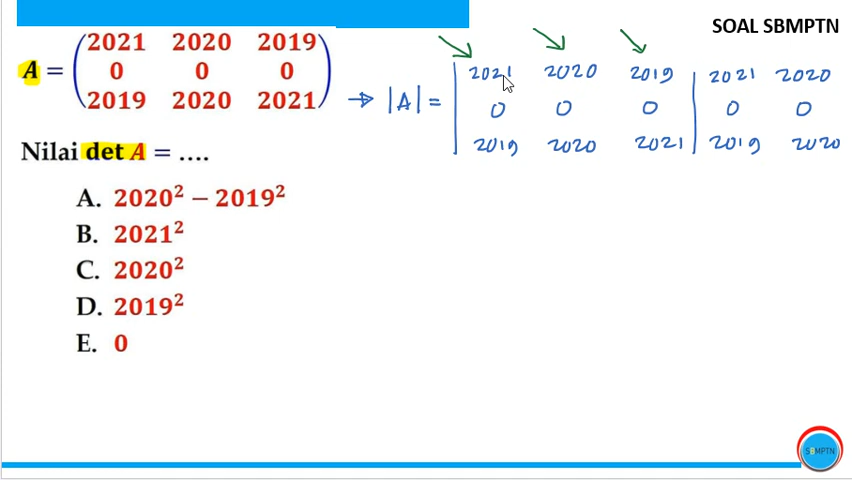 SOAL SBMPTN
A = ( 2021 2020 2019
0 0 0
2019 2020 2021 )
→ |A| = | 2021 2020 2019 | 2021 2020
0 0 0 0 0
2019 2020 2021 2019 2020
Nilai det A = ....
A. 2020² − 2019²
B. 2021²
C. 2020²
D. 2019²
E. 0
SBMPTN